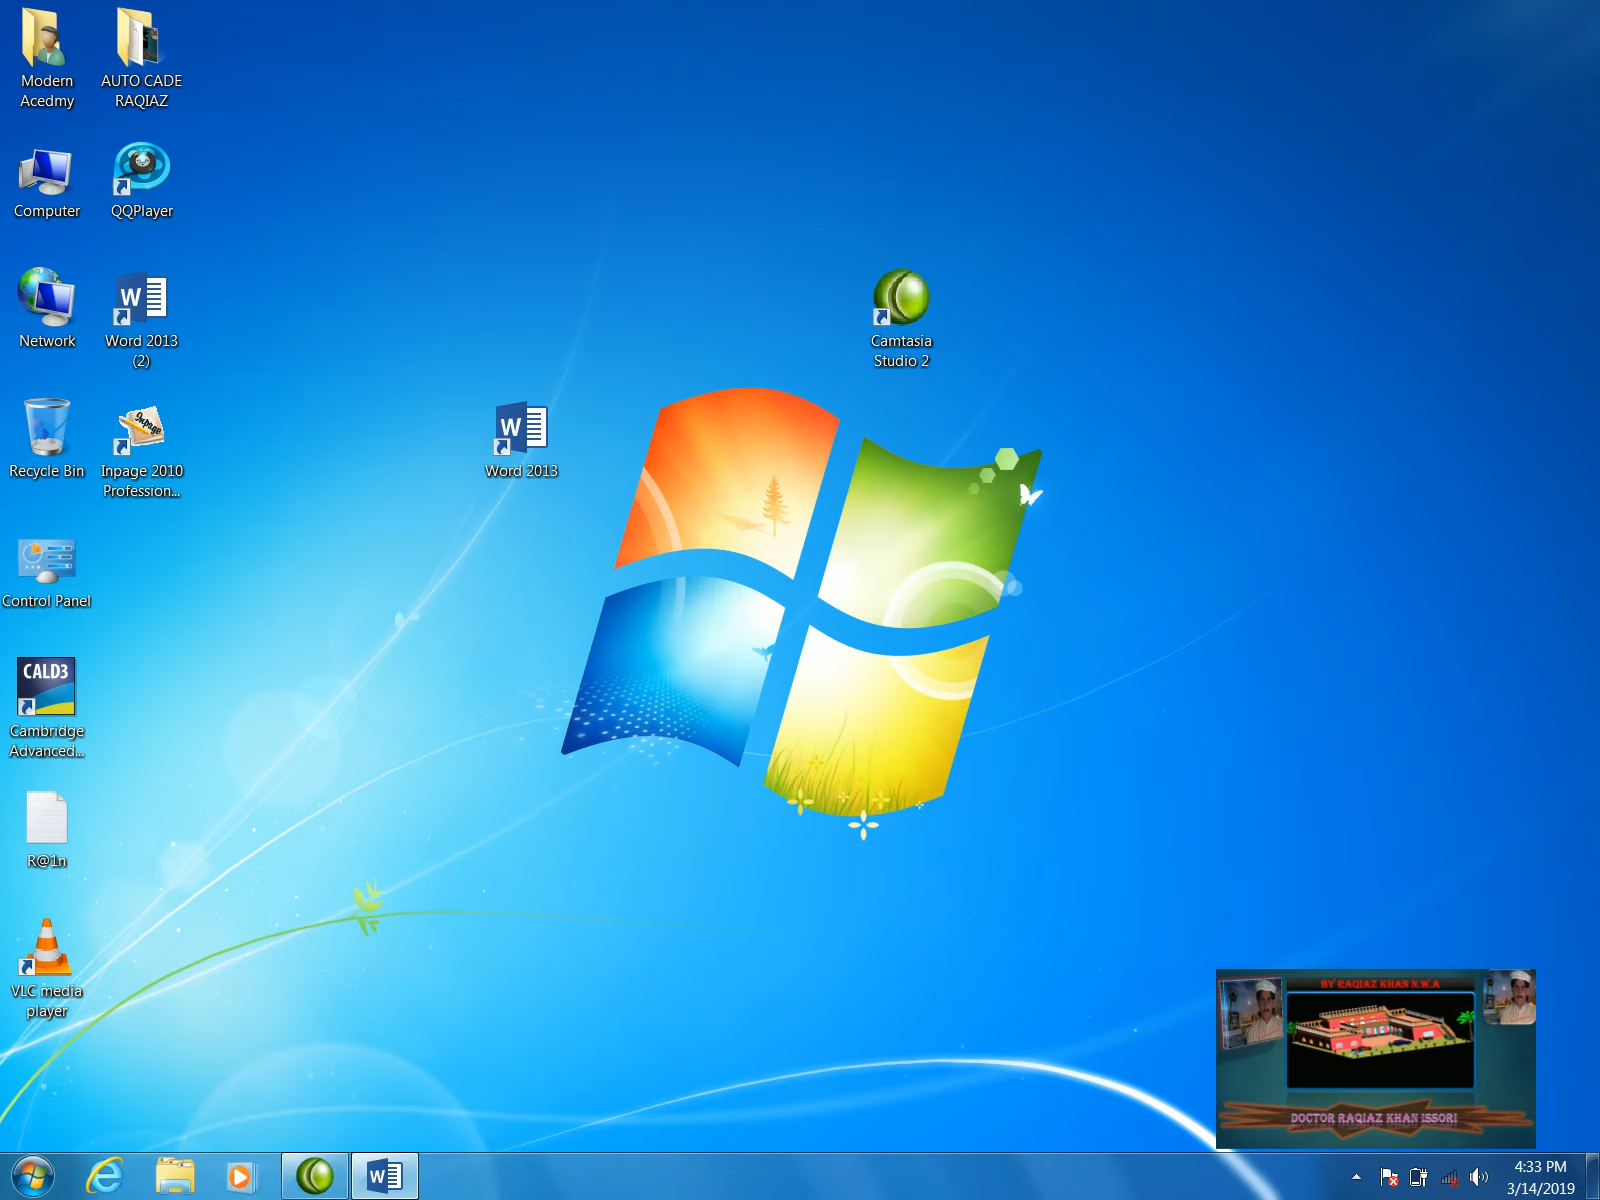 Modern
Acedmy
AUTO CADE
RAQIAZ
Computer
QQPlayer
Network
W
Word 2013
(2)
Camtasia
Studio 2
Recycle Bin
Inpage
Inpage 2010
Profession...
W
Word 2013
Control Panel
CALD3
Cambridge
Advanced...
R@1n
VLC media
player
BY RAQIAZ KHAN N.W.A
DOCTOR RAQIAZ KHAN ISSORI
W
4:33 PM
3/14/2019